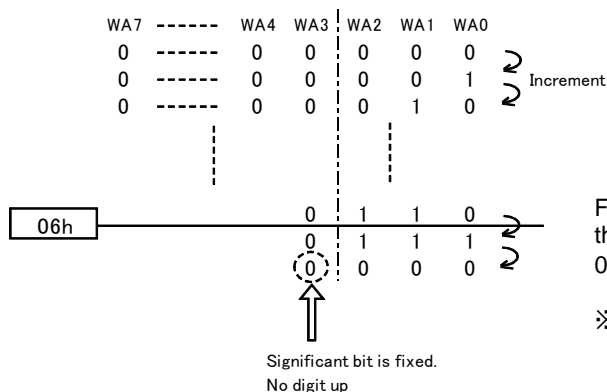 WA7 ------ WA4 WA3 WA2 WA1 WA0
0 ------ 0 0 0 0 0
0 ------ 0 0 0 0 1
Increment
0 ------ 0 0 0 1 0
0 1 1 0
06h
0 1 1 1
0 0 0 0
F
th
0
※
Significant bit is fixed.
No digit up